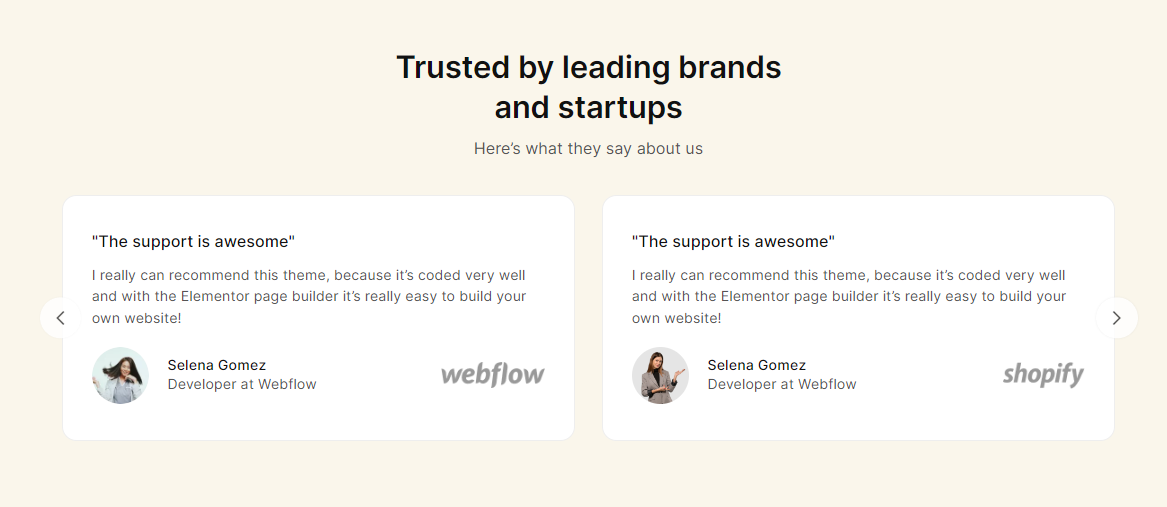 Trusted by leading brands
and startups
Here’s what they say about us
"The support is awesome"
I really can recommend this theme, because it’s coded very well
and with the Elementor page builder it’s really easy to build your
own website!
Selena Gomez
Developer at Webflow
webflow
"The support is awesome"
I really can recommend this theme, because it’s coded very well
and with the Elementor page builder it’s really easy to build your
own website!
Selena Gomez
Developer at Webflow
shopify